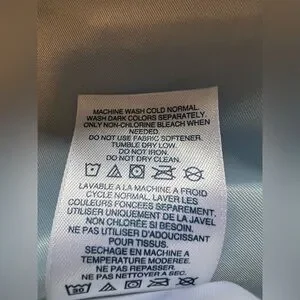 MACHINE WASH COLD NORMAL.
WASH DARK COLORS SEPARATELY.
ONLY NON-CHLORINE BLEACH WHEN
NEEDED.
DO NOT USE FABRIC SOFTENER.
TUMBLE DRY LOW.
DO NOT IRON.
DO NOT DRY CLEAN.
LAVABLE A LA MACHINE A FROID
CYCLE NORMAL. LAVER LES
COULEURS FONCÉES SEPAREMENT.
UTILISER UNIQUEMENT DE LA JAVEL
NON CHLORÉE SI BESOIN.
NE PAS UTILISER D'ADOUCISSANT
POUR TISSUS.
SECHAGE EN MACHINE A
TEMPERATURE MODEREE.
NE PAS REPASSER.
NE PAS NETTOYER A SEC.
30